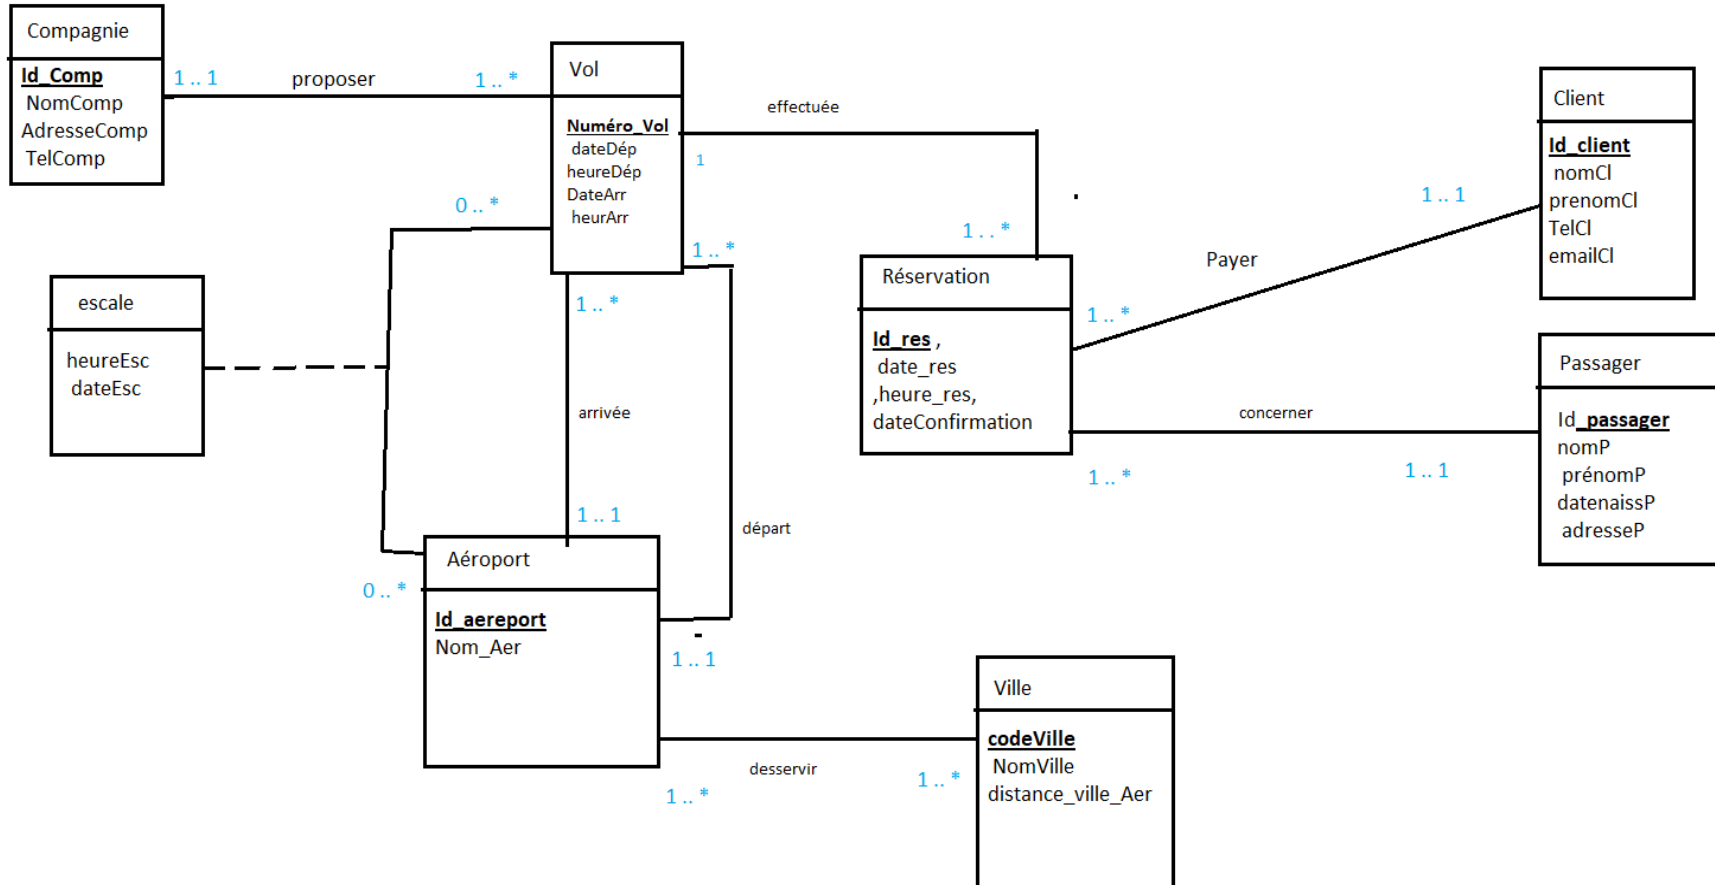 Compagnie
Id_Comp
NomComp
AdresseComp
TelComp
1 .. 1
proposer
1 .. *
Vol
Numéro_Vol
dateDép
heureDép
DateArr
heurArr
effectuée
1
1 . . *
Client
Id_client
nomCl
prenomCl
TelCl
emailCl
1 .. 1
Payer
1 .. *
0 .. *
1 .. *
1 .. *
escale
heureEsc
dateEsc
Réservation
Id_res ,
date_res
,heure_res,
dateConfirmation
Passager
Id_passager
nomP
prénomP
datenaissP
adresseP
concerner
1 .. *
1 .. 1
arrivée
1 .. 1
départ
Aéroport
0 .. *
Id_aereport
Nom_Aer
1 .. 1
desservir
1 .. *
1 .. *
Ville
codeVille
NomVille
distance_ville_Aer